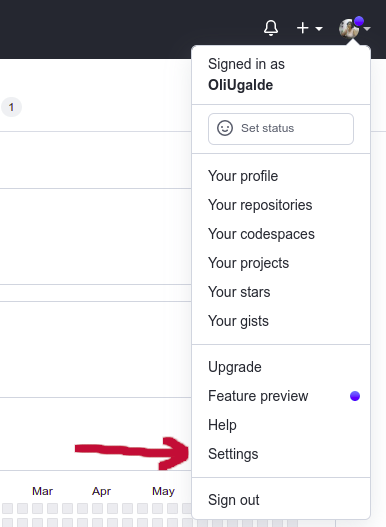 1
Signed in as
OliUgalde
Set status
Your profile
Your repositories
Your codespaces
Your projects
Your stars
Your gists
Upgrade
Feature preview
Help
Settings
Sign out
Mar Apr May